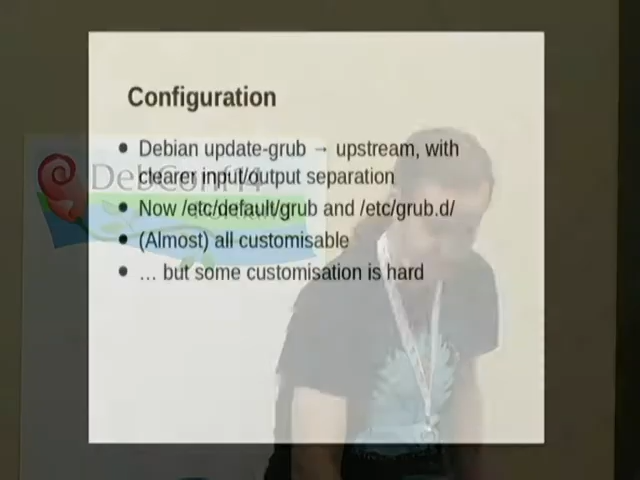 Configuration
• Debian update-grub → upstream, with
clearer input/output separation
• Now /etc/default/grub and /etc/grub.d/
• (Almost) all customisable
• … but some customisation is hard
DebConf14